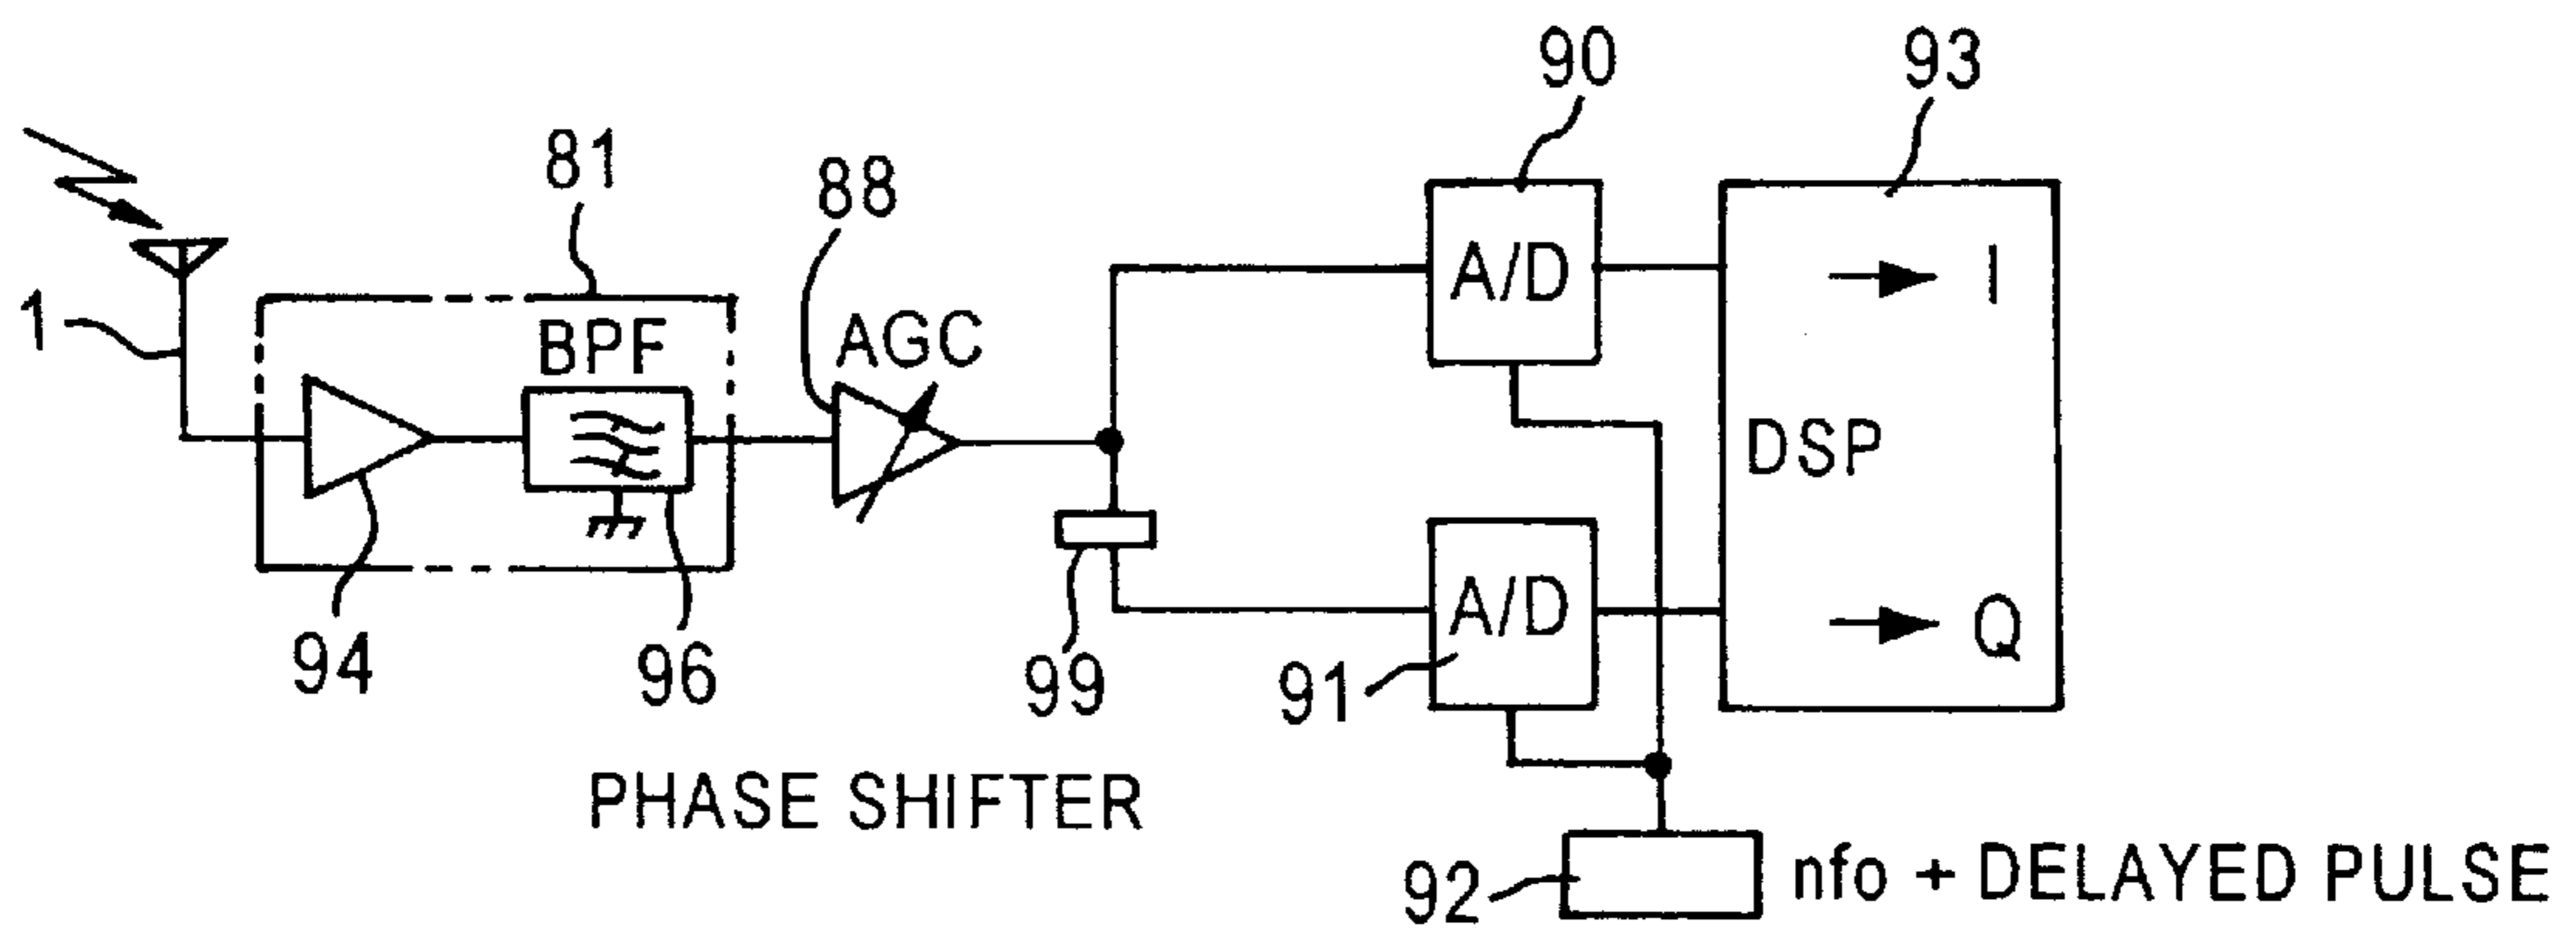 90
93
81
88
A/D
I
1
BPF
AGC
DSP
A/D
Q
94
96
99
91
PHASE SHIFTER
92
nfo + DELAYED PULSE